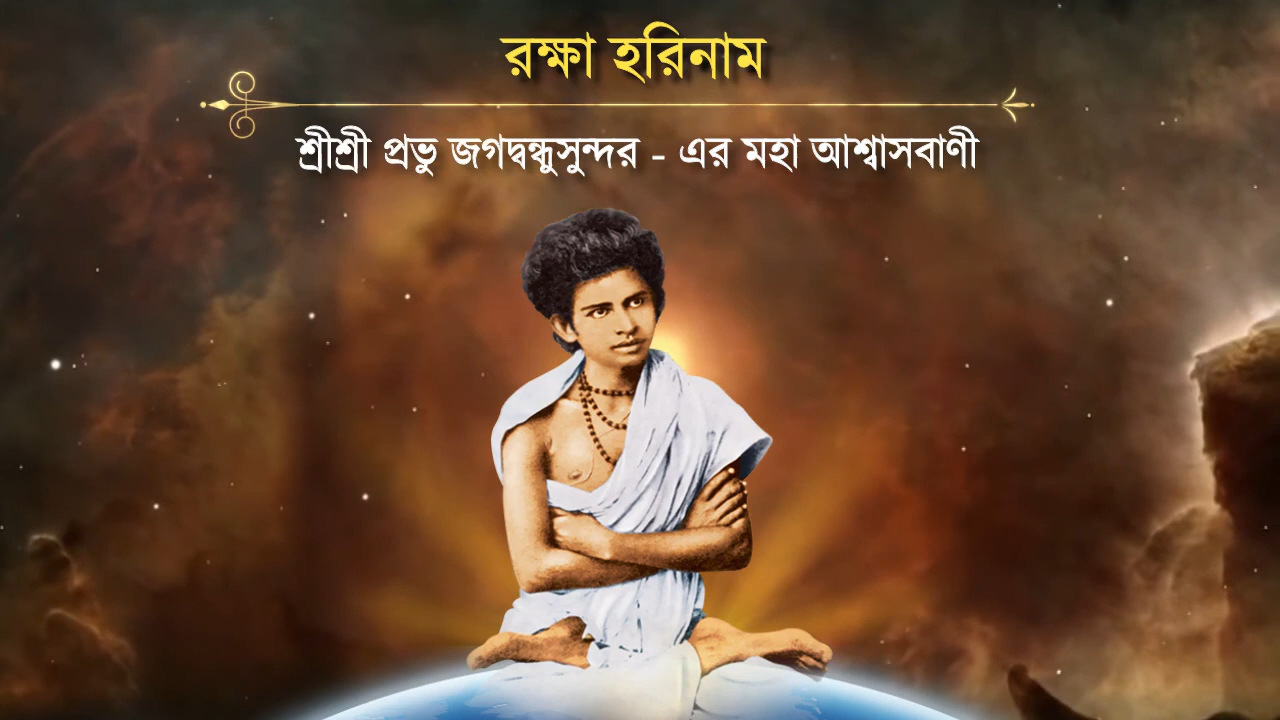 রক্ষা হরিনাম
শ্রীশ্রী প্রভু জগদ্বন্ধুসুন্দর - এর মহা আশ্বাসবাণী